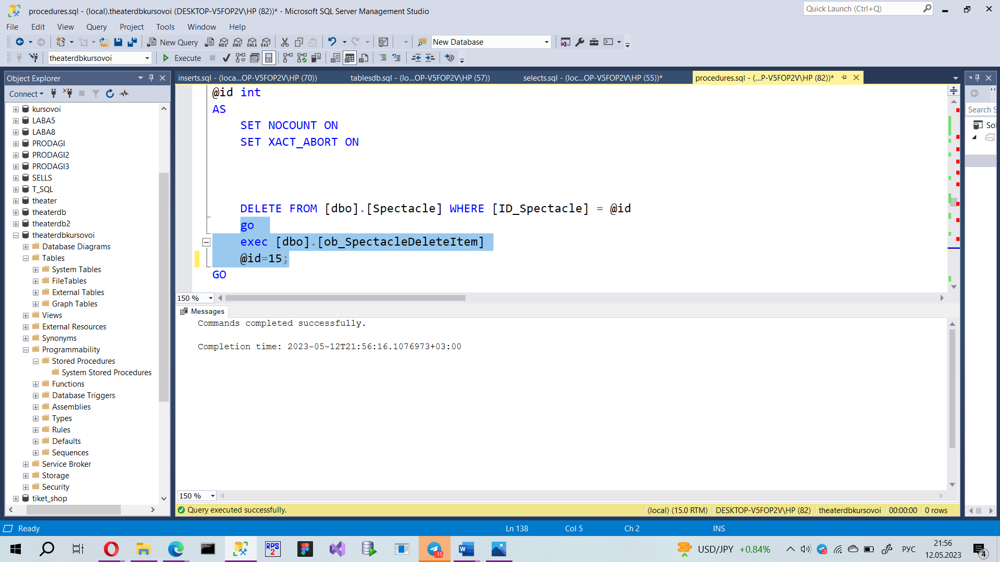 procedures.sql - (local).theaterdbkursovoi (DESKTOP-V5FOP2V\HP (82))* - Microsoft SQL Server Management Studio
Quick Launch (Ctrl+Q)
File Edit View Query Project Tools Window Help
New Query
MDX DMX XMLA DAX
New Database
theaterdbkursovoi
Execute
Object Explorer
Connect
kursovoi
LABA5
LABA8
PRODAGI
PRODAGI2
PRODAGI3
SELLS
T_SQL
theater
theaterdb
theaterdb2
theaterdbkursovoi
Database Diagrams
Tables
System Tables
FileTables
External Tables
Graph Tables
Views
External Resources
Synonyms
Programmability
Stored Procedures
System Stored Procedures
Functions
Database Triggers
Assemblies
Types
Rules
Defaults
Sequences
Service Broker
Storage
Security
tiket_shop
inserts.sql - (loca...OP-V5FOP2V\HP (70))
tablesdb.sql - (lo...OP-V5FOP2V\HP (57))
selects.sql - (loc...OP-V5FOP2V\HP (55))*
procedures.sql - (...P-V5FOP2V\HP (82))*
@id int
AS
SET NOCOUNT ON
SET XACT_ABORT ON
DELETE FROM [dbo].[Spectacle] WHERE [ID_Spectacle] = @id
go
exec [dbo].[ob_SpectacleDeleteItem]
@id=15;
GO
150 %
Messages
Commands completed successfully.
Completion time: 2023-05-12T21:56:16.1076973+03:00
150 %
Query executed successfully.
(local) (15.0 RTM) DESKTOP-V5FOP2V\HP (82) theaterdbkursovoi 00:00:00 0 rows
Search S
Sol
Ready
Ln 138 Col 5 Ch 2 INS
RPS
2
..15
USD/JPY +0.84%
РУС
21:56
12.05.2023
4